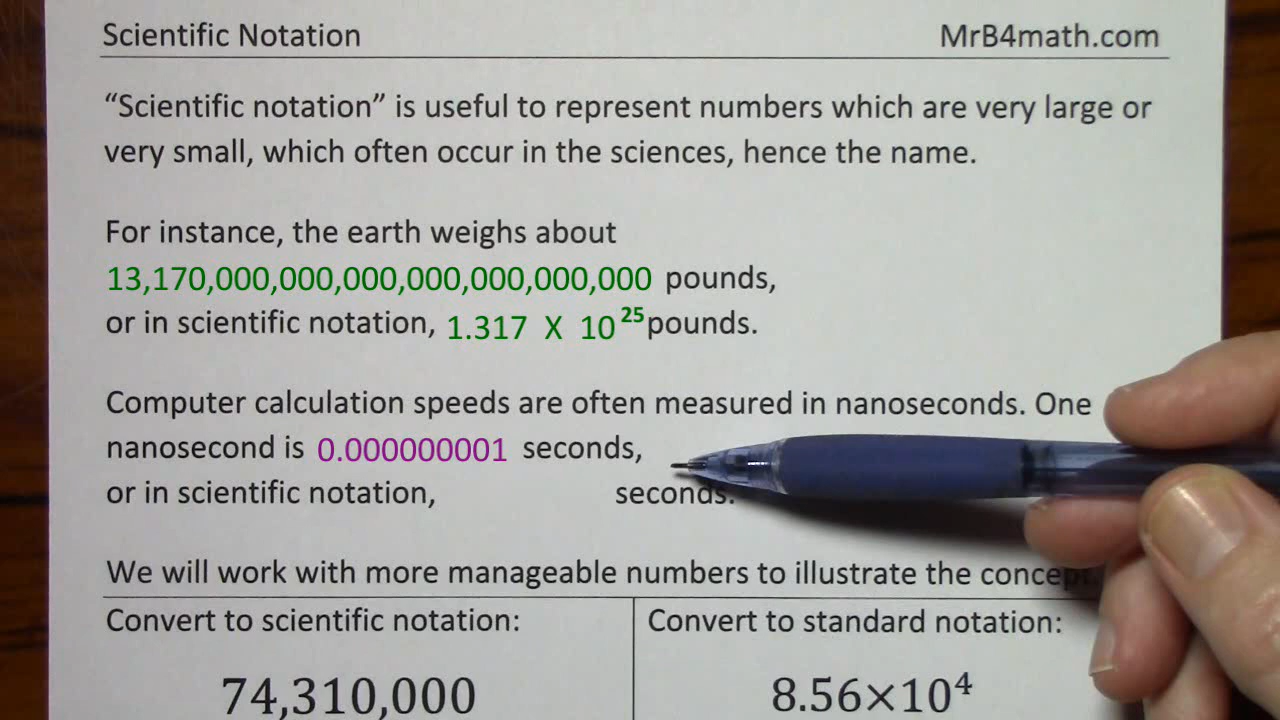 Scientific Notation MrB4math.com
“Scientific notation” is useful to represent numbers which are very large or
very small, which often occur in the sciences, hence the name.
For instance, the earth weighs about
13,170,000,000,000,000,000,000,000 pounds,
or in scientific notation, 1.317 X 10²⁵ pounds.
Computer calculation speeds are often measured in nanoseconds. One
nanosecond is 0.000000001 seconds,
or in scientific notation, seconds.
We will work with more manageable numbers to illustrate the concept.
Convert to scientific notation:
74,310,000
Convert to standard notation:
8.56×10⁴